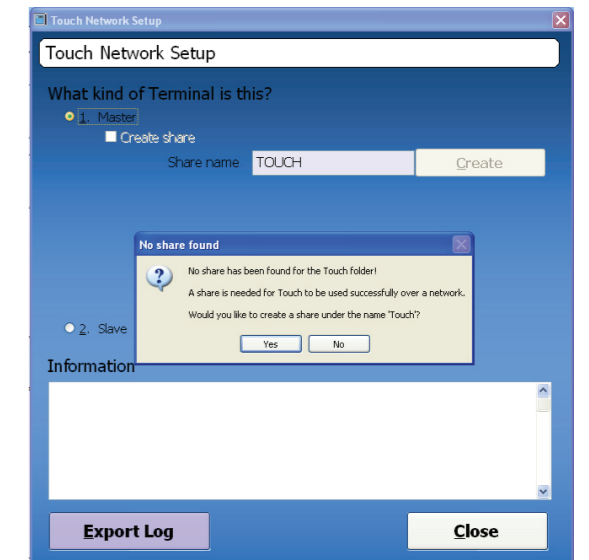 Touch Network Setup
Touch Network Setup
What kind of Terminal is this?
1. Master
Create share
Share name TOUCH Create
No share found
No share has been found for the Touch folder!
A share is needed for Touch to be used successfully over a network.
Would you like to create a share under the name 'Touch'?
Yes No
2. Slave
Information
Export Log Close